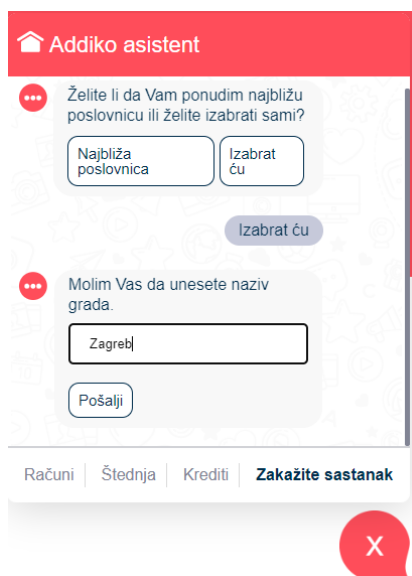 Addiko asistent
Želite li da Vam ponudim najbližu
poslovnicu ili želite izabrati sami?
Najbliža
poslovnica
Izabrat
ću
Izabrat ću
Molim Vas da unesete naziv
grada.
Zagreb
Pošalji
Računi
Štednja
Krediti
Zakažite sastanak
X